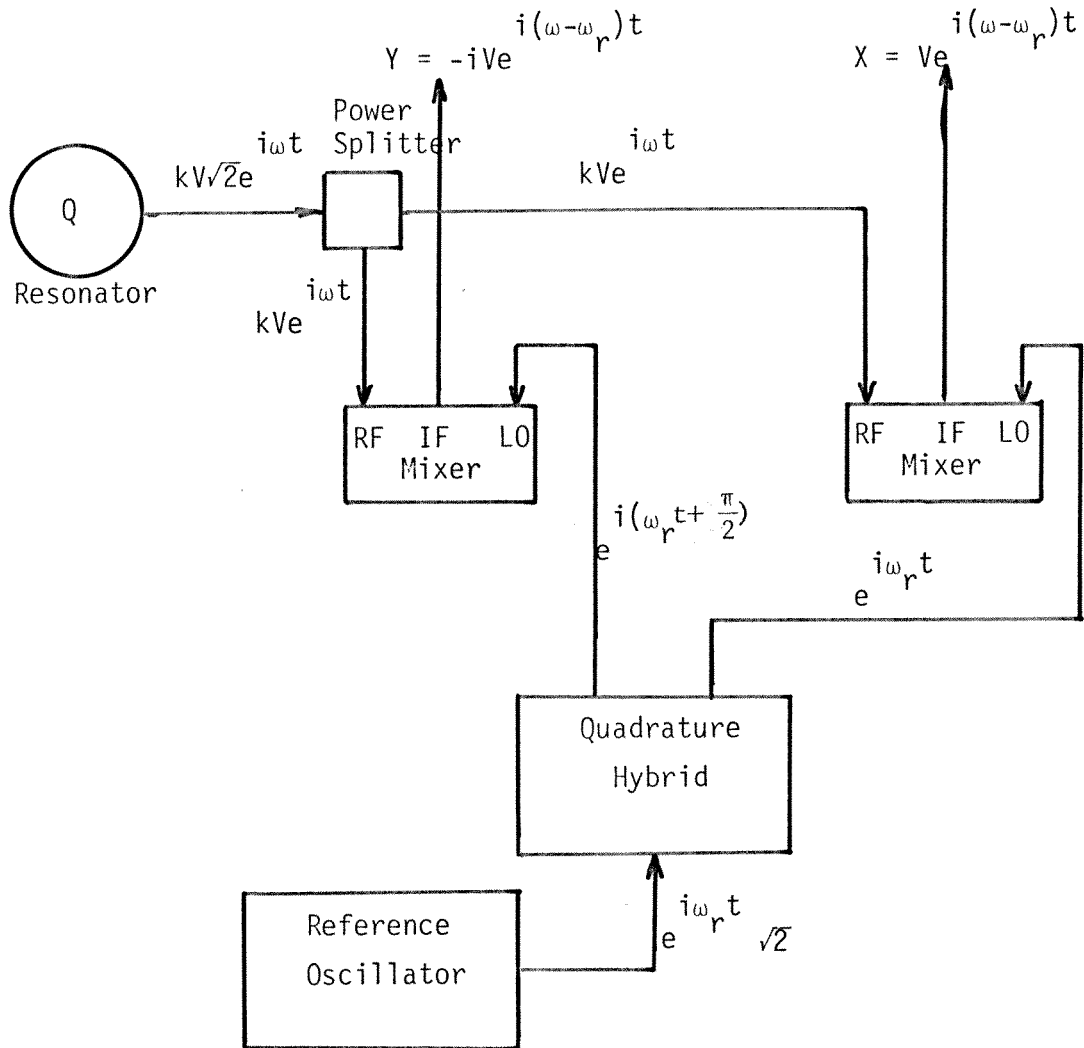 Y = -iVe^{i(ω-ω_r)t}
X = Ve^{i(ω-ω_r)t}
Power
Splitter
kV√2e^{iωt}
kVe^{iωt}
Q
Resonator
kVe^{iωt}
RF IF LO
Mixer
RF IF LO
Mixer
e^{i(ω_r t+ π/2)}
e^{iω_r t}
Quadrature
Hybrid
Reference
Oscillator
e^{iω_r t} √2